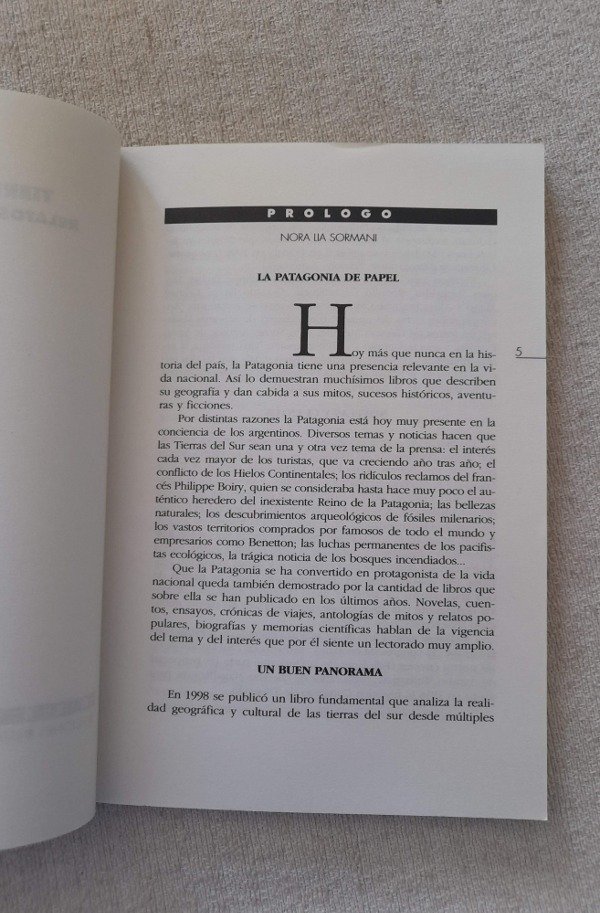 PROLOGO
NORA LIA SORMANI
LA PATAGONIA DE PAPEL
Hoy más que nunca en la his-
toria del país, la Patagonia tiene una presencia relevante en la vi-
da nacional. Así lo demuestran muchísimos libros que describen
su geografía y dan cabida a sus mitos, sucesos históricos, aventu-
ras y ficciones.
5
Por distintas razones la Patagonia está hoy muy presente en la
conciencia de los argentinos. Diversos temas y noticias hacen que
las Tierras del Sur sean una y otra vez tema de la prensa: el interés
cada vez mayor de los turistas, que va creciendo año tras año; el
conflicto de los Hielos Continentales; los ridículos reclamos del fran-
cés Philippe Boiry, quien se consideraba hasta hace muy poco el au-
téntico heredero del inexistente Reino de la Patagonia; las bellezas
naturales; los descubrimientos arqueológicos de fósiles milenarios;
los vastos territorios comprados por famosos de todo el mundo y
empresarios como Benetton; las luchas permanentes de los pacifis-
tas ecológicos, la trágica noticia de los bosques incendiados...
Que la Patagonia se ha convertido en protagonista de la vida
nacional queda también demostrado por la cantidad de libros que
sobre ella se han publicado en los últimos años. Novelas, cuen-
tos, ensayos, crónicas de viajes, antologías de mitos y relatos po-
pulares, biografías y memorias científicas hablan de la vigencia
del tema y del interés que por él siente un lectorado muy amplio.
UN BUEN PANORAMA
En 1998 se publicó un libro fundamental que analiza la reali-
dad geográfica y cultural de las tierras del sur desde múltiples